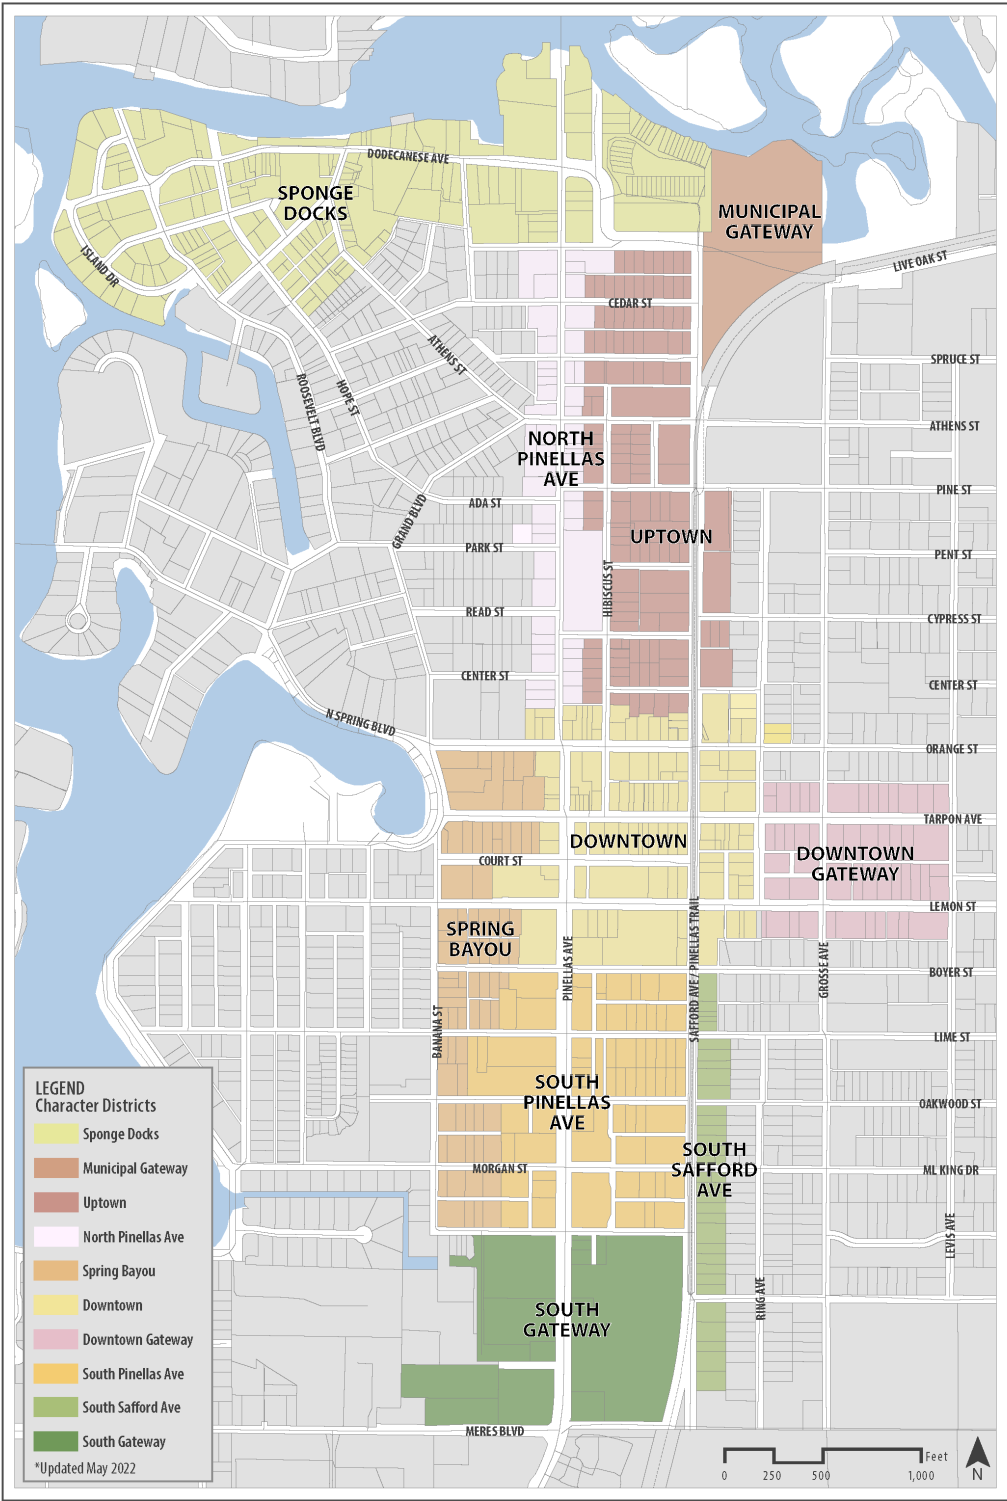 DODECANESE AVE
SPONGE
DOCKS
MUNICIPAL
GATEWAY
ISLAND DR
LIVE OAK ST
CEDAR ST
ATHENS ST
SPRUCE ST
ROOSEVELT BLVD
HOPE ST
ATHENS ST
NORTH
PINELLAS
AVE
PINE ST
ADA ST
GRAND BLVD
UPTOWN
PARK ST
PENT ST
HIBISCUS ST
READ ST
CYPRESS ST
CENTER ST
CENTER ST
N SPRING BLVD
ORANGE ST
TARPON AVE
DOWNTOWN
DOWNTOWN
GATEWAY
COURT ST
LEMON ST
SPRING
BAYOU
PINELLAS AVE
SAFFORD AVE / PINELLAS TRAIL
GROSSE AVE
BOYER ST
BANANA ST
LIME ST
SOUTH
PINELLAS
AVE
OAKWOOD ST
SOUTH
SAFFORD
AVE
MORGAN ST
ML KING DR
LEVIS AVE
RING AVE
SOUTH
GATEWAY
MERES BLVD
LEGEND
Character Districts
Sponge Docks
Municipal Gateway
Uptown
North Pinellas Ave
Spring Bayou
Downtown
Downtown Gateway
South Pinellas Ave
South Safford Ave
South Gateway
*Updated May 2022
Feet
0 250 500 1,000
N